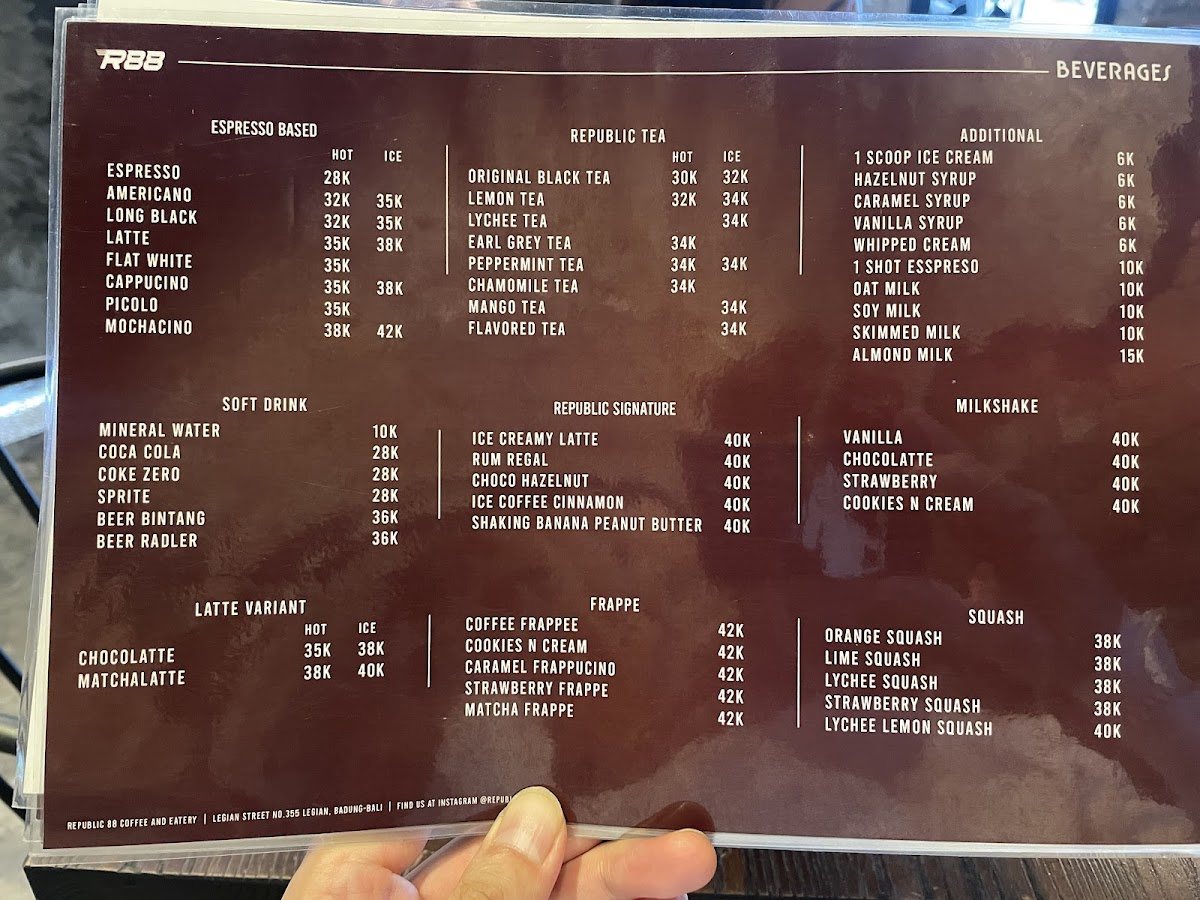 R88
BEVERAGES
ESPRESSO BASED
HOT ICE
ESPRESSO 28K
AMERICANO 32K 35K
LONG BLACK 32K 35K
LATTE 35K 38K
FLAT WHITE 35K
CAPPUCINO 35K 38K
PICOLO 35K
MOCHACINO 38K 42K
REPUBLIC TEA
HOT ICE
ORIGINAL BLACK TEA 30K 32K
LEMON TEA 32K 34K
LYCHEE TEA 34K
EARL GREY TEA 34K
PEPPERMINT TEA 34K 34K
CHAMOMILE TEA 34K
MANGO TEA 34K
FLAVORED TEA 34K
ADDITIONAL
1 SCOOP ICE CREAM 6K
HAZELNUT SYRUP 6K
CARAMEL SYRUP 6K
VANILLA SYRUP 6K
WHIPPED CREAM 6K
1 SHOT ESSPRESO 10K
OAT MILK 10K
SOY MILK 10K
SKIMMED MILK 10K
ALMOND MILK 15K
SOFT DRINK
MINERAL WATER 10K
COCA COLA 28K
COKE ZERO 28K
SPRITE 28K
BEER BINTANG 36K
BEER RADLER 36K
REPUBLIC SIGNATURE
ICE CREAMY LATTE 40K
RUM REGAL 40K
CHOCO HAZELNUT 40K
ICE COFFEE CINNAMON 40K
SHAKING BANANA PEANUT BUTTER 40K
MILKSHAKE
VANILLA 40K
CHOCOLATTE 40K
STRAWBERRY 40K
COOKIES N CREAM 40K
LATTE VARIANT
HOT ICE
CHOCOLATTE 35K 38K
MATCHALATTE 38K 40K
FRAPPE
COFFEE FRAPPEE 42K
COOKIES N CREAM 42K
CARAMEL FRAPPUCINO 42K
STRAWBERRY FRAPPE 42K
MATCHA FRAPPE 42K
SQUASH
ORANGE SQUASH 38K
LIME SQUASH 38K
LYCHEE SQUASH 38K
STRAWBERRY SQUASH 38K
LYCHEE LEMON SQUASH 40K
REPUBLIC 88 COFFEE AND EATERY | LEGIAN STREET NO.355 LEGIAN, BADUNG-BALI | FIND US AT INSTAGRAM